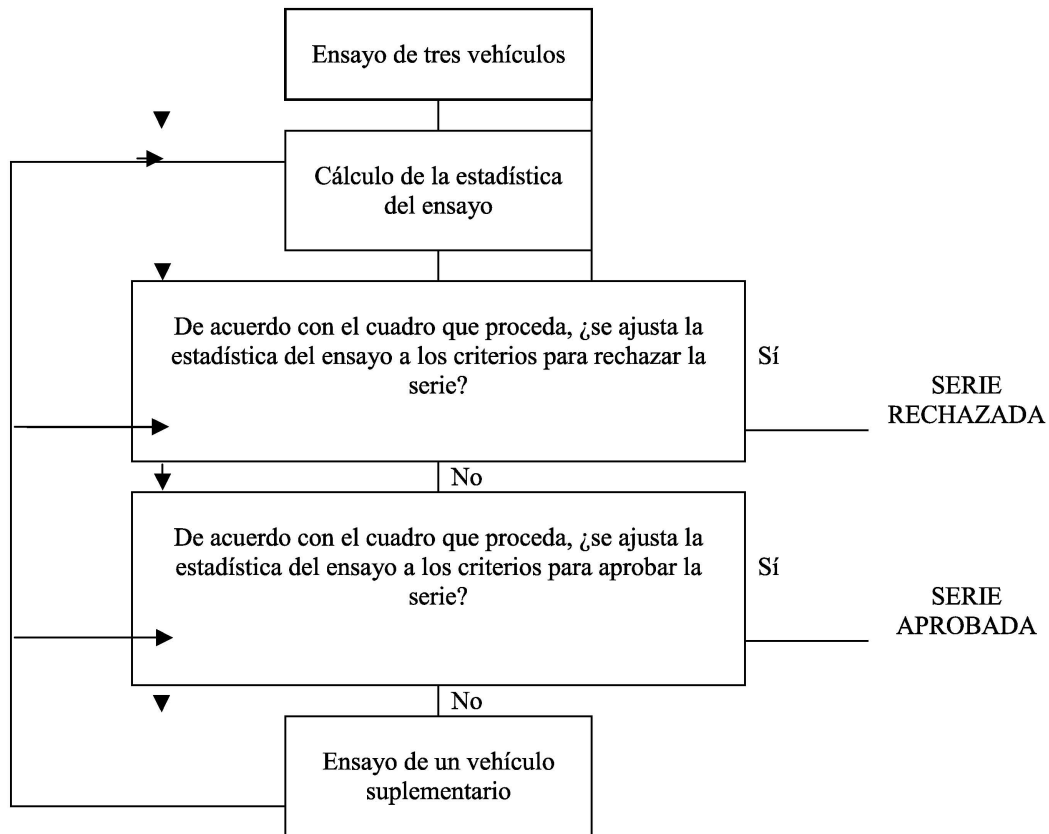 Ensayo de tres vehículos
Cálculo de la estadística
del ensayo
De acuerdo con el cuadro que proceda, ¿se ajusta la
estadística del ensayo a los criterios para rechazar la
serie?
Sí
SERIE
RECHAZADA
No
De acuerdo con el cuadro que proceda, ¿se ajusta la
estadística del ensayo a los criterios para aprobar la
serie?
Sí
SERIE
APROBADA
No
Ensayo de un vehículo
suplementario